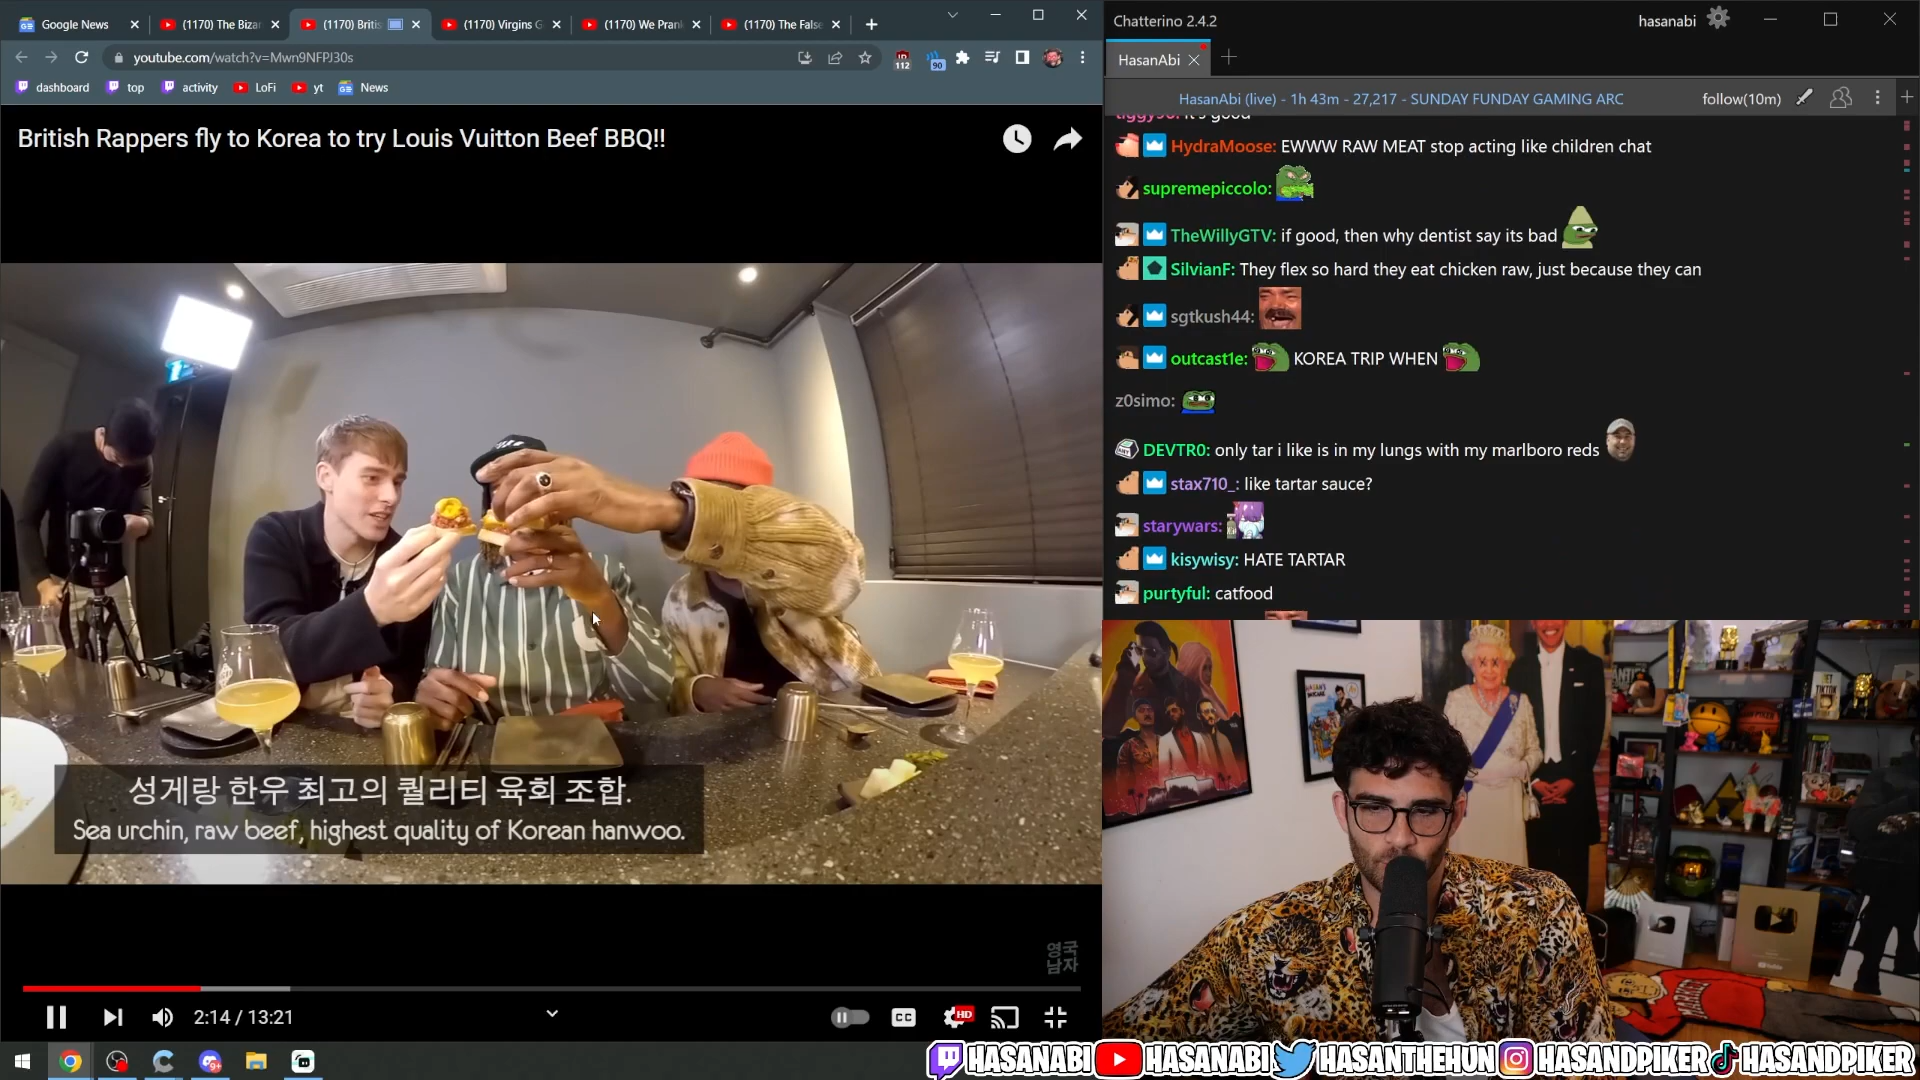 Google News
(1170) The Bizar
(1170) Britis
(1170) Virgins G
(1170) We Pran
(1170) The False
youtube.com/watch?v=Mwn9NFPJ30s
112
90
dashboard
top
activity
LoFi
yt
News
British Rappers fly to Korea to try Louis Vuitton Beef BBQ!!
성게랑 한우 최고의 퀄리티 육회 조합.
Sea urchin, raw beef, highest quality of Korean hanwoo.
영국
남자
2:14 / 13:21
CC
HD
Chatterino 2.4.2
hasanabi
HasanAbi
HasanAbi (live) - 1h 43m - 27,217 - SUNDAY FUNDAY GAMING ARC
follow(10m)
HydraMoose: EWWW RAW MEAT stop acting like children chat
supremepiccolo:
TheWillyGTV: if good, then why dentist say its bad
SilvianF: They flex so hard they eat chicken raw, just because they can
sgtkush44:
outcast1e: KOREA TRIP WHEN
z0simo:
DEVTR0: only tar i like is in my lungs with my marlboro reds
stax710_: like tartar sauce?
starywars:
kisywisy: HATE TARTAR
purtyful: catfood
HASANABI
HASANABI
HASANTHEHUN
HASANDPIKER
HASANDPIKER